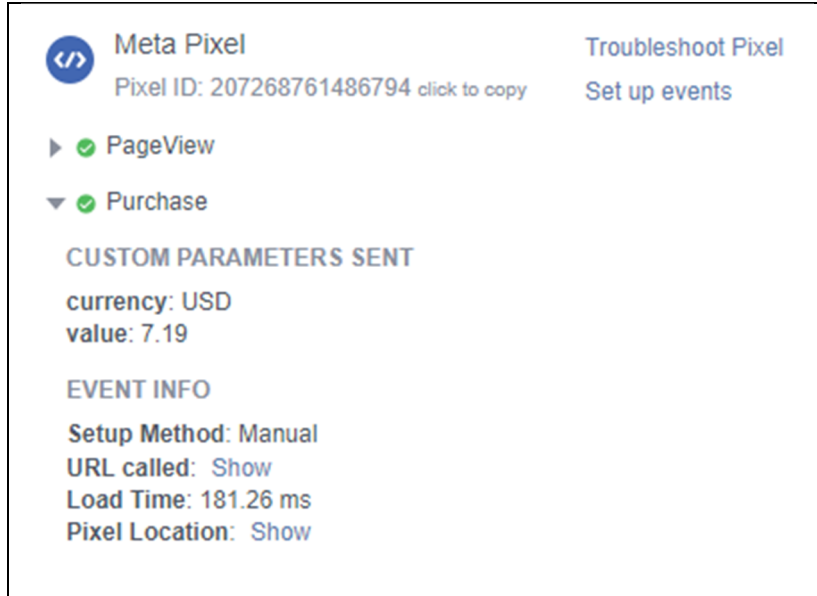 Meta Pixel
Troubleshoot Pixel
Pixel ID: 207268761486794 click to copy
Set up events
PageView
Purchase
CUSTOM PARAMETERS SENT
currency: USD
value: 7.19
EVENT INFO
Setup Method: Manual
URL called: Show
Load Time: 181.26 ms
Pixel Location: Show